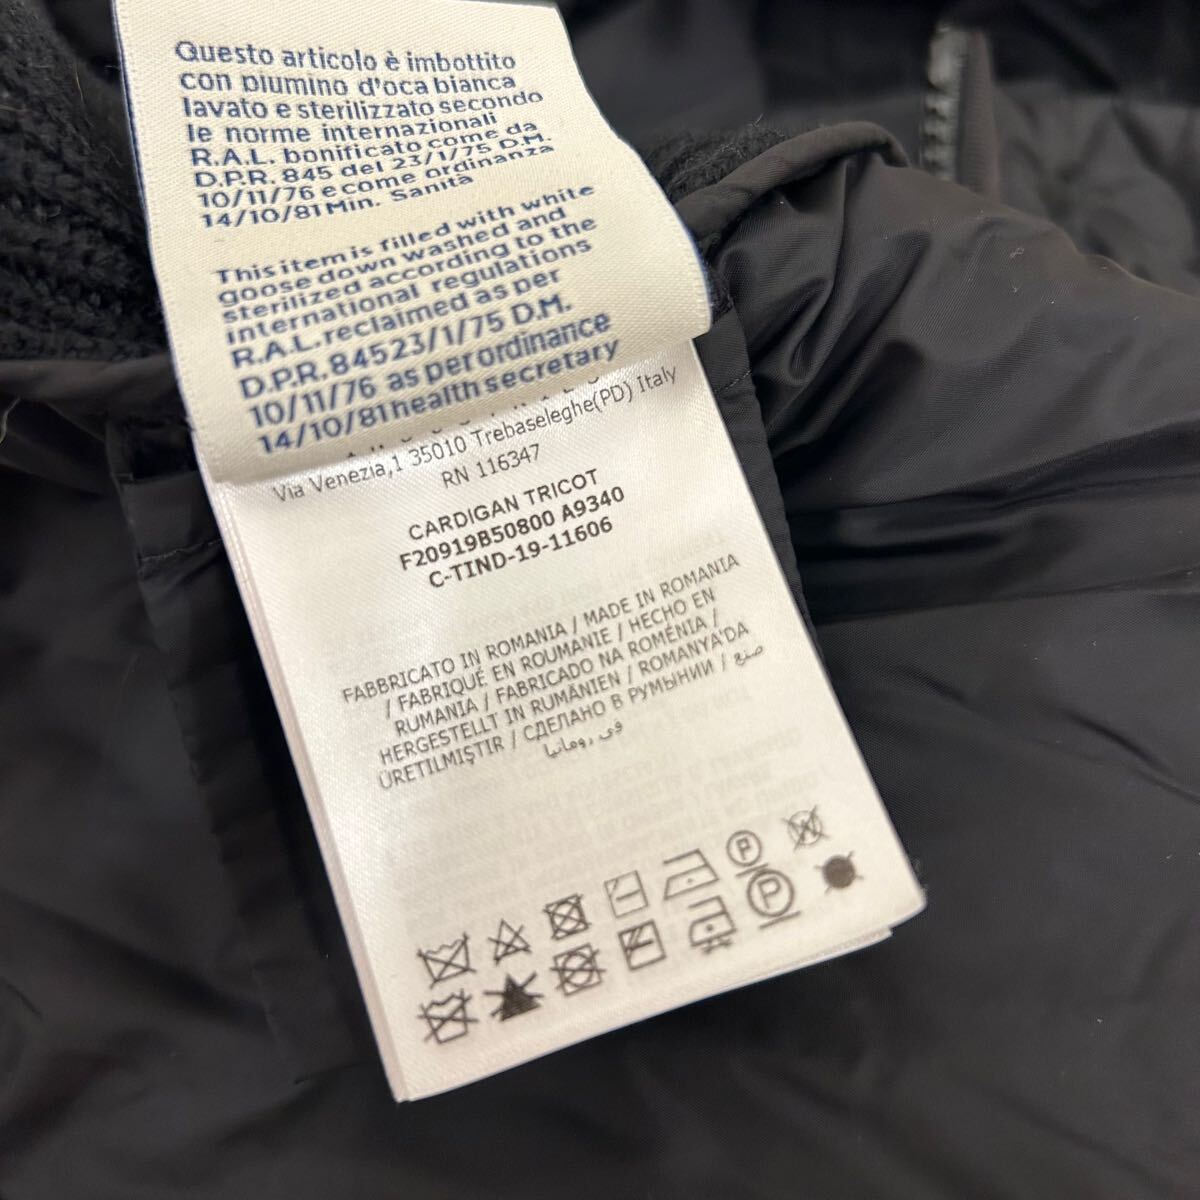 Questo articolo è imbottito
con piumino d'oca bianca
lavato e sterilizzato secondo
le norme internazionali
R.A.L. bonificato come da
D.P.R. 845 del 23/1/75 D.M.
10/11/76 e come ordinanza
14/10/81 Min. Sanità
This item is filled with white
goose down washed and
sterilized according to the
international regulations
R.A.L. reclaimed as per
D.P.R. 845 23/1/75 D.M.
10/11/76 as per ordinance
14/10/81 health secretary
Via Venezia,1 35010 Trebaseleghe(PD) Italy
RN 116347
CARDIGAN TRICOT
F20919B50800 A9340
C-TIND-19-11606
FABBRICATO IN ROMANIA / MADE IN ROMANIA
/ FABRIQUÉ EN ROUMANIE / HECHO EN
RUMANIA / FABRICADO NA ROMÉNIA /
HERGESTELLT IN RUMÄNIEN / ROMANYA'DA
ÜRETILMIŞTIR / СДЕЛАНО В РУМЫНИИ / صنع
في رومانيا
P
W
P